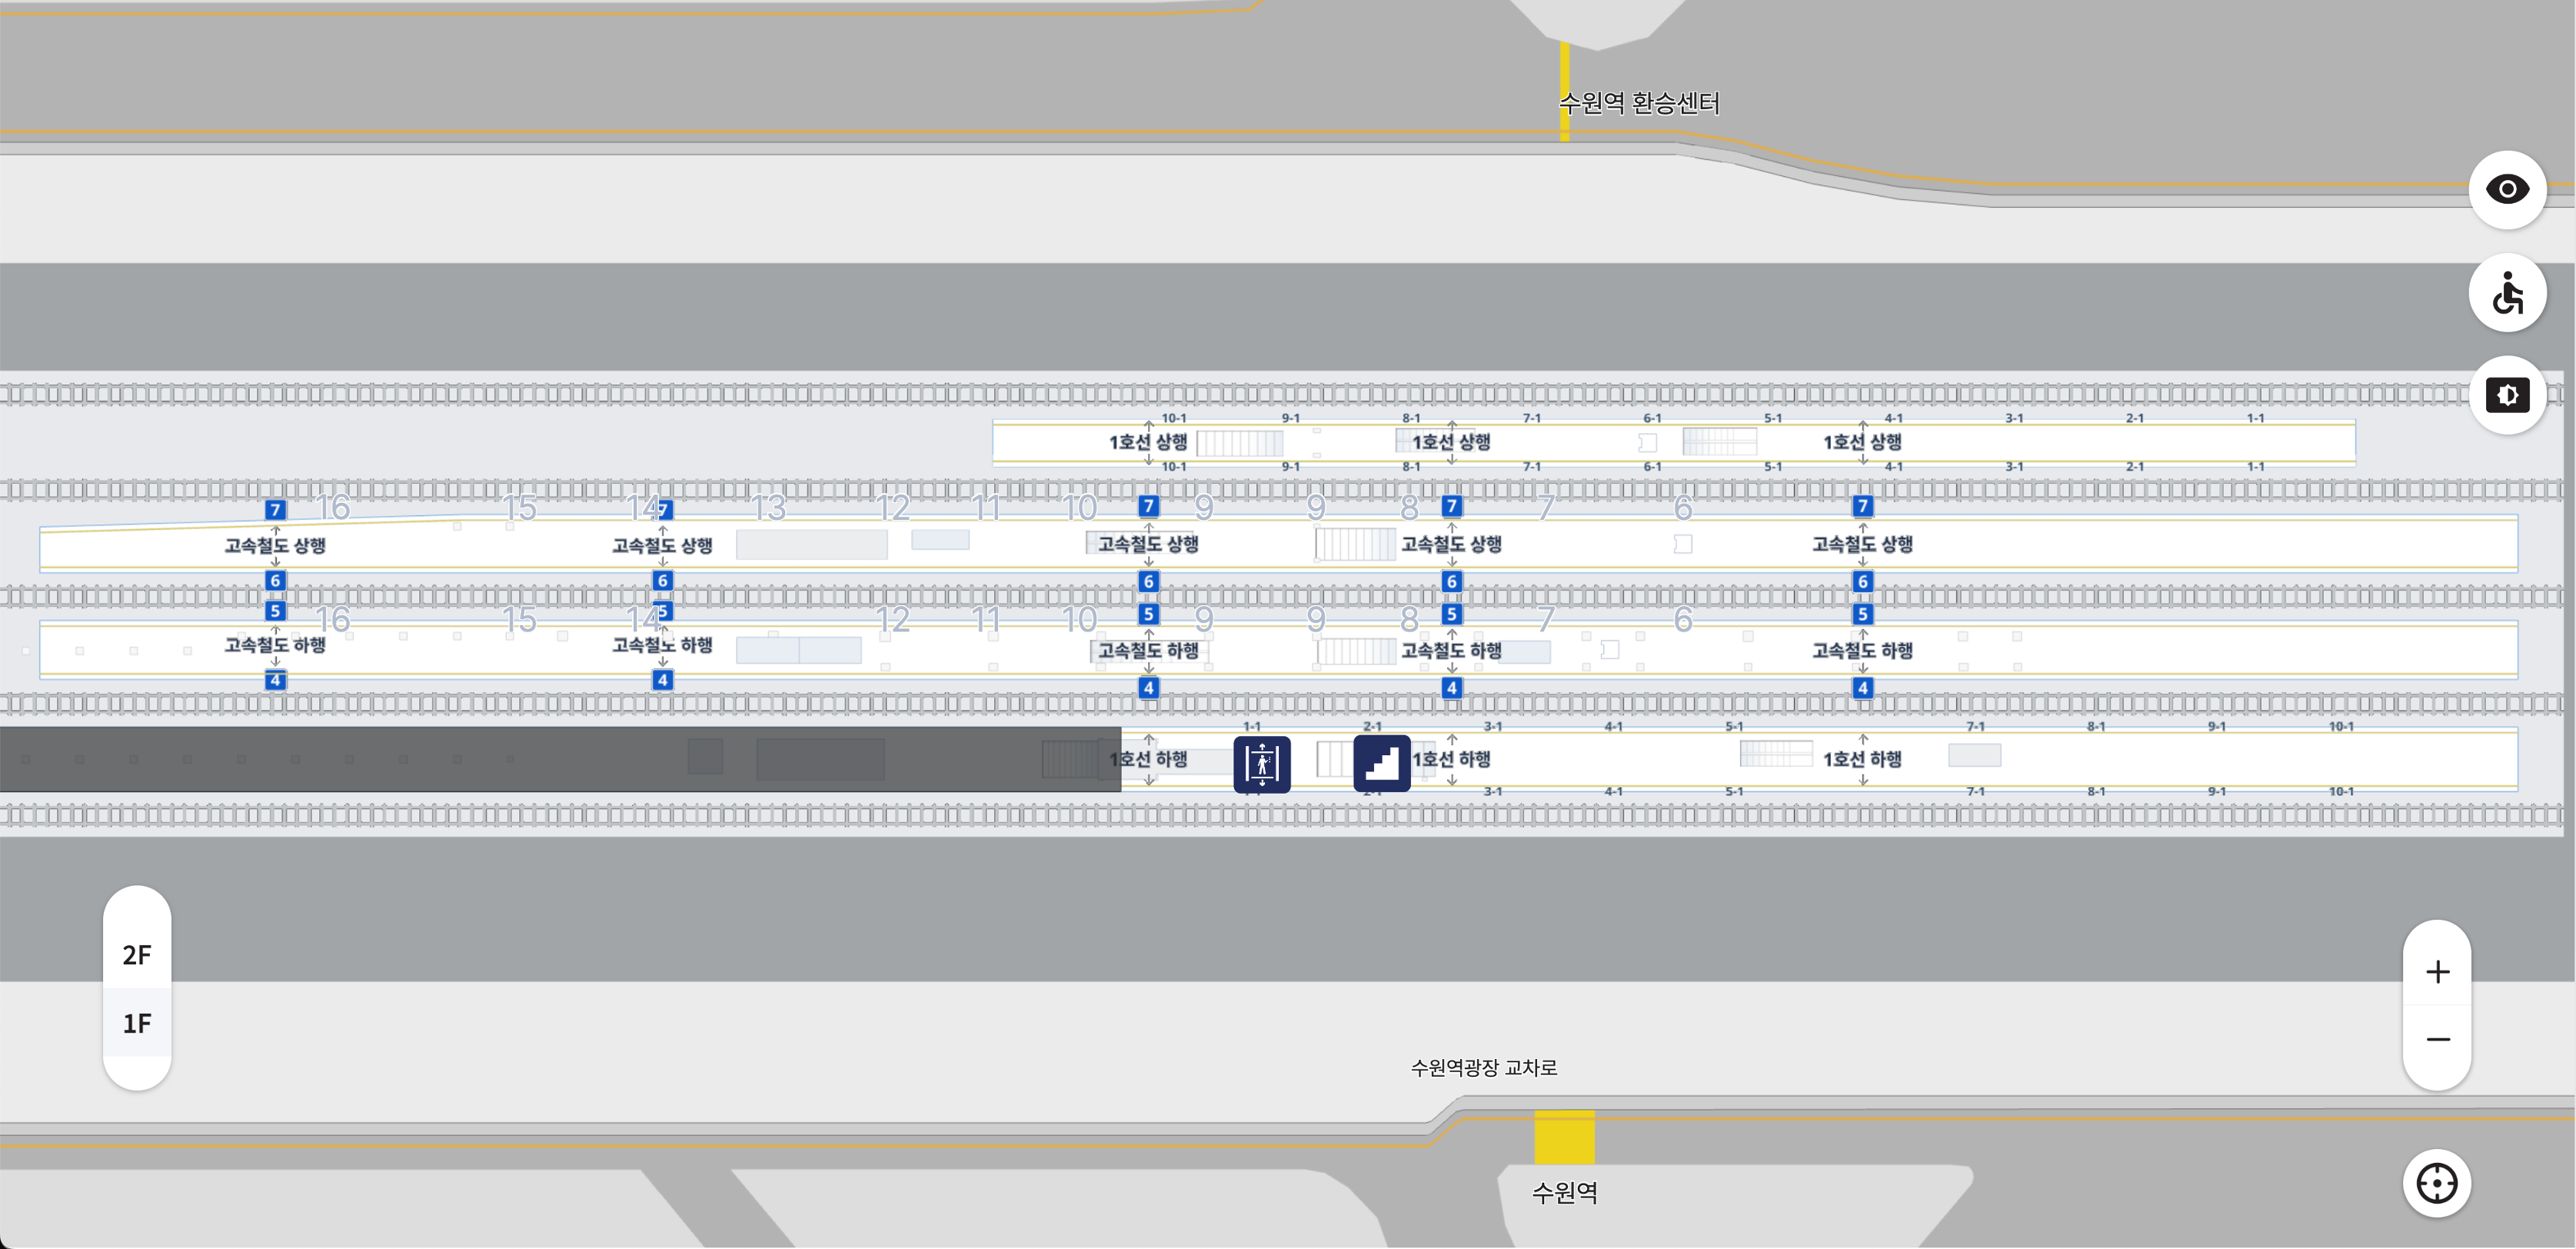 수원역 환승센터
10-1 9-1 8-1 7-1 6-1 5-1 4-1 3-1 2-1 1-1
1호선 상행 1호선 상행 1호선 상행
10-1 9-1 8-1 7-1 6-1 5-1 4-1 3-1 2-1 1-1
7 16 15 14 7 13 12 11 10 7 9 9 8 7 7 6 7
고속철도 상행 고속철도 상행 고속철도 상행 고속철도 상행 고속철도 상행
6 6 6 6 6
5 16 15 14 5 12 11 10 5 9 9 8 5 7 6 5
고속철도 하행 고속철도 하행 고속철도 하행 고속철도 하행 고속철도 하행
4 4 4 4 4
1-1 2-1 3-1 4-1 5-1 7-1 8-1 9-1 10-1
1호선 하행 1호선 하행 1호선 하행
3-1 4-1 5-1 7-1 8-1 9-1 10-1
2F
1F
+
−
수원역광장 교차로
수원역